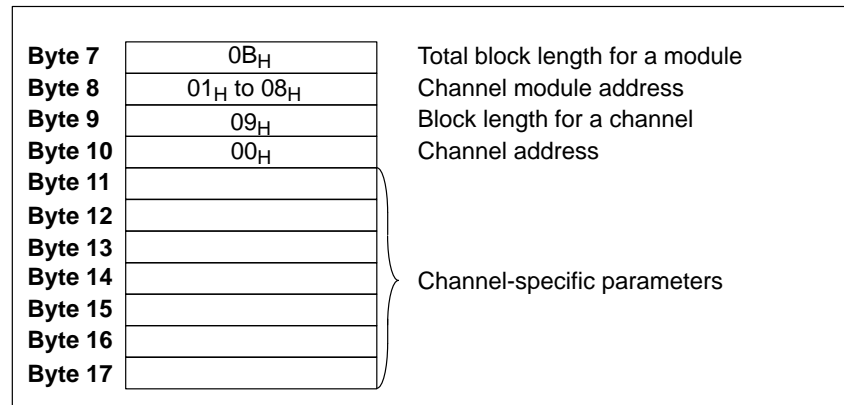 Byte 7 0BH Total block length for a module
Byte 8 01H to 08H Channel module address
Byte 9 09H Block length for a channel
Byte 10 00H Channel address
Byte 11
Byte 12
Byte 13
Byte 14 Channel-specific parameters
Byte 15
Byte 16
Byte 17